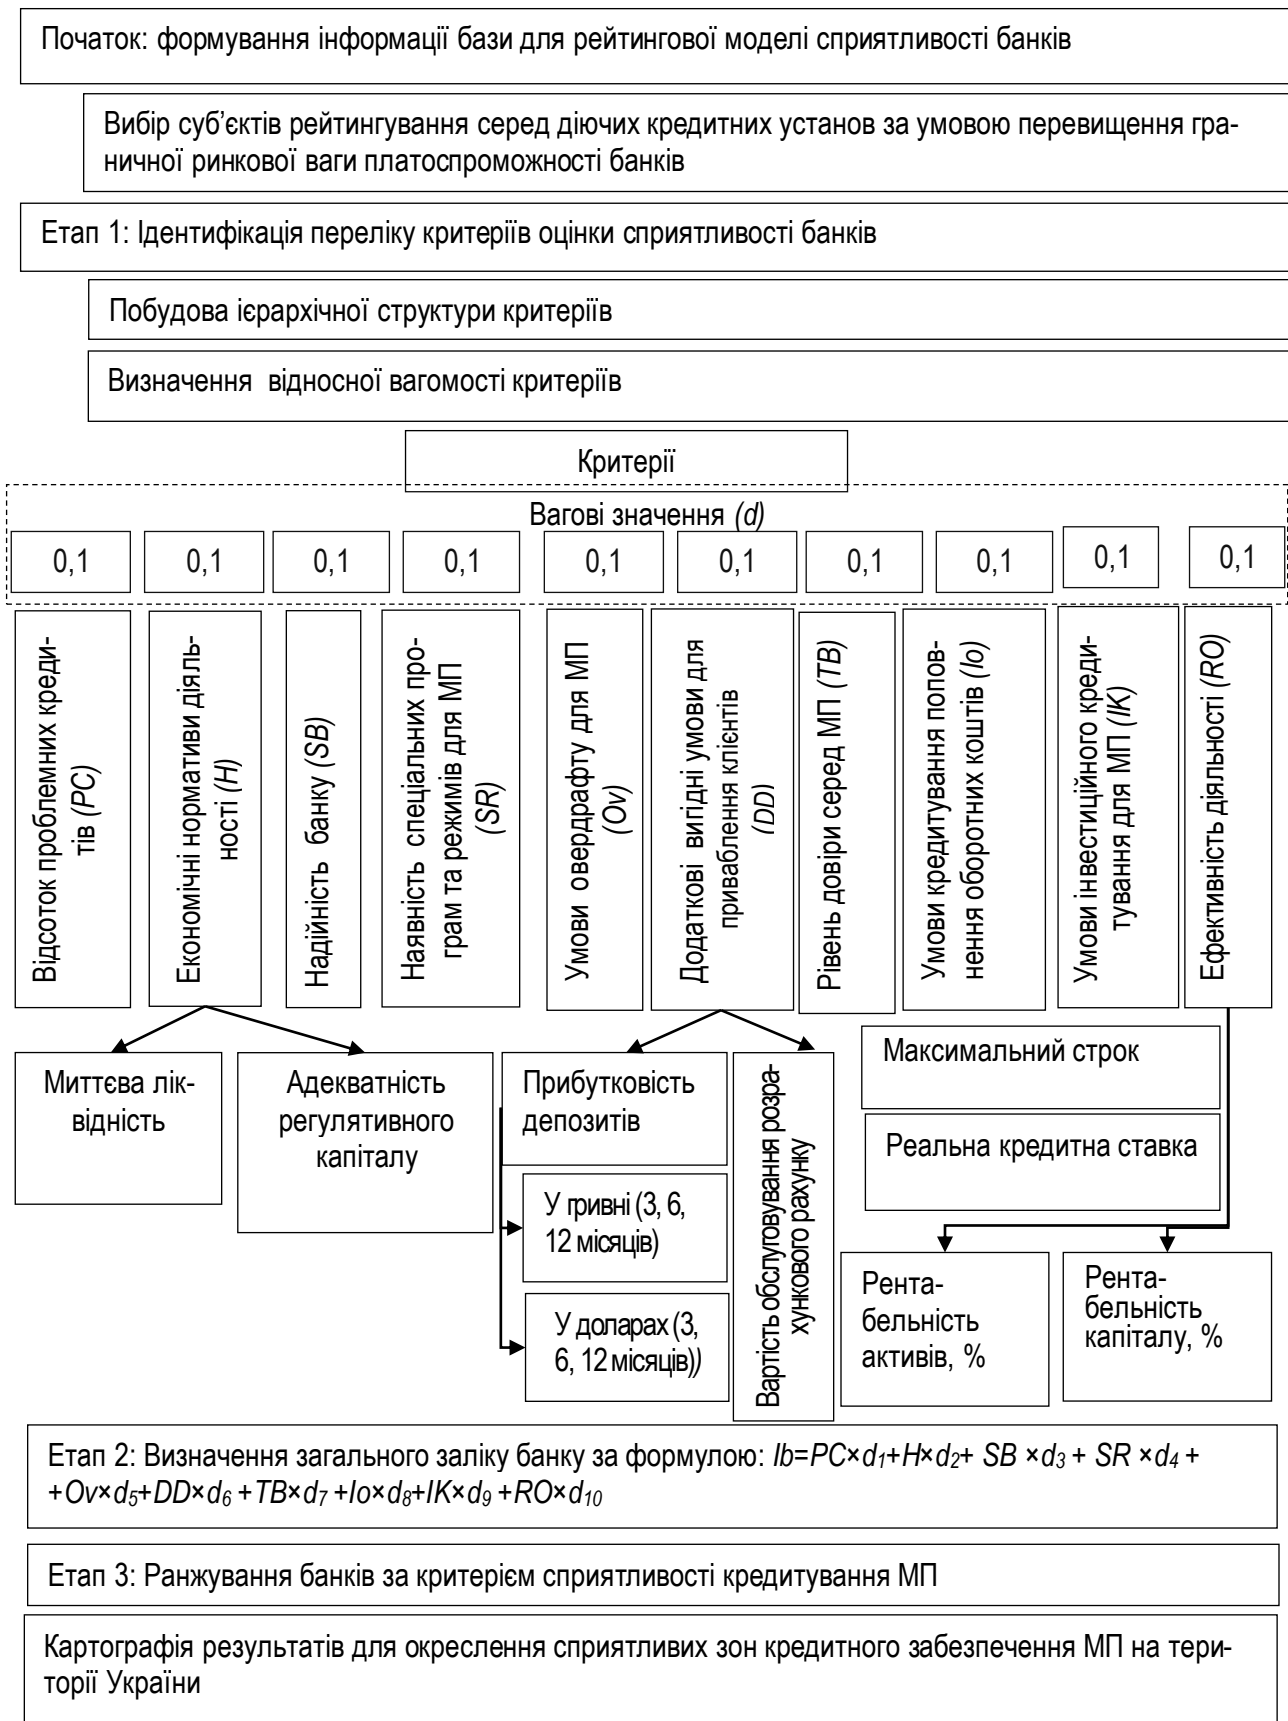 Початок: формування інформації бази для рейтингової моделі сприятливості банків
Вибір суб’єктів рейтингування серед діючих кредитних установ за умовою перевищення гра-
ничної ринкової ваги платоспроможності банків
Етап 1: Ідентифікація переліку критеріїв оцінки сприятливості банків
Побудова ієрархічної структури критеріїв
Визначення відносної вагомості критеріїв
Критерії
Вагові значення (d)
0,1
0,1
0,1
0,1
0,1
0,1
0,1
0,1
0,1
0,1
Відсоток проблемних креди-
тів (PC)
Економічні нормативи діяль-
ності (H)
Надійність банку (SB)
Наявність спеціальних про-
грам та режимів для МП
(SR)
Умови овердрафту для МП
(Ov)
Додаткові вигідні умови для
приваблення клієнтів
(DD)
Рівень довіри серед МП (TB)
Умови кредитування попов-
нення оборотних коштів (Io)
Умови інвестиційного креди-
тування для МП (IK)
Ефективність діяльності (RO)
Миттєва лік-
відність
Адекватність
регулятивного
капіталу
Прибутковість
депозитів
У гривні (3, 6,
12 місяців)
У доларах (3,
6, 12 місяців))
Вартість обслуговування розра-
хункового рахунку
Максимальний строк
Реальна кредитна ставка
Рента-
бельність
активів, %
Рента-
бельність
капіталу, %
Етап 2: Визначення загального заліку банку за формулою: Ib=PC×d1+H×d2+ SB ×d3 + SR ×d4 +
+Ov×d5+DD×d6 +TB×d7 +Io×d8+IK×d9 +RO×d10
Етап 3: Ранжування банків за критерієм сприятливості кредитування МП
Картографія результатів для окреслення сприятливих зон кредитного забезпечення МП на тери-
торії України